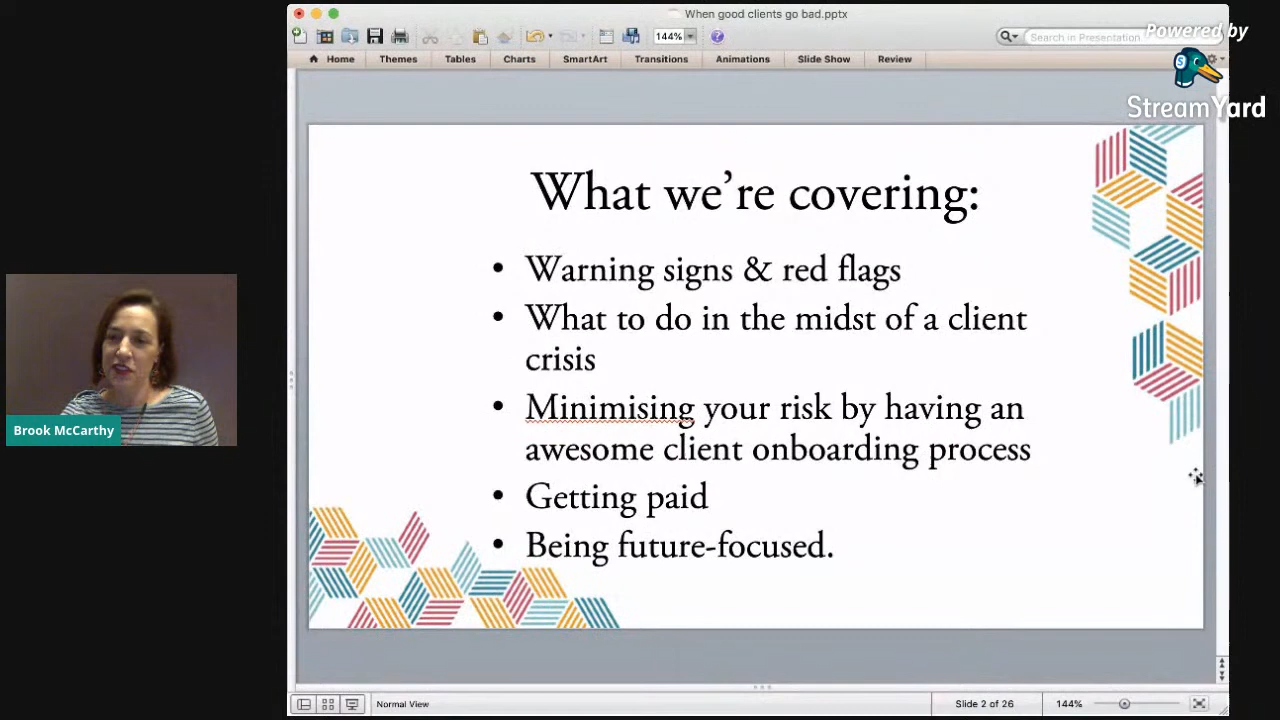 When good clients go bad.pptx
144%
Search in Presentation
Powered by
StreamYard
Home Themes Tables Charts SmartArt Transitions Animations Slide Show Review
What we're covering:
• Warning signs & red flags
• What to do in the midst of a client
crisis
• Minimising your risk by having an
awesome client onboarding process
• Getting paid
• Being future-focused.
Brook McCarthy
Normal View
Slide 2 of 26
144%